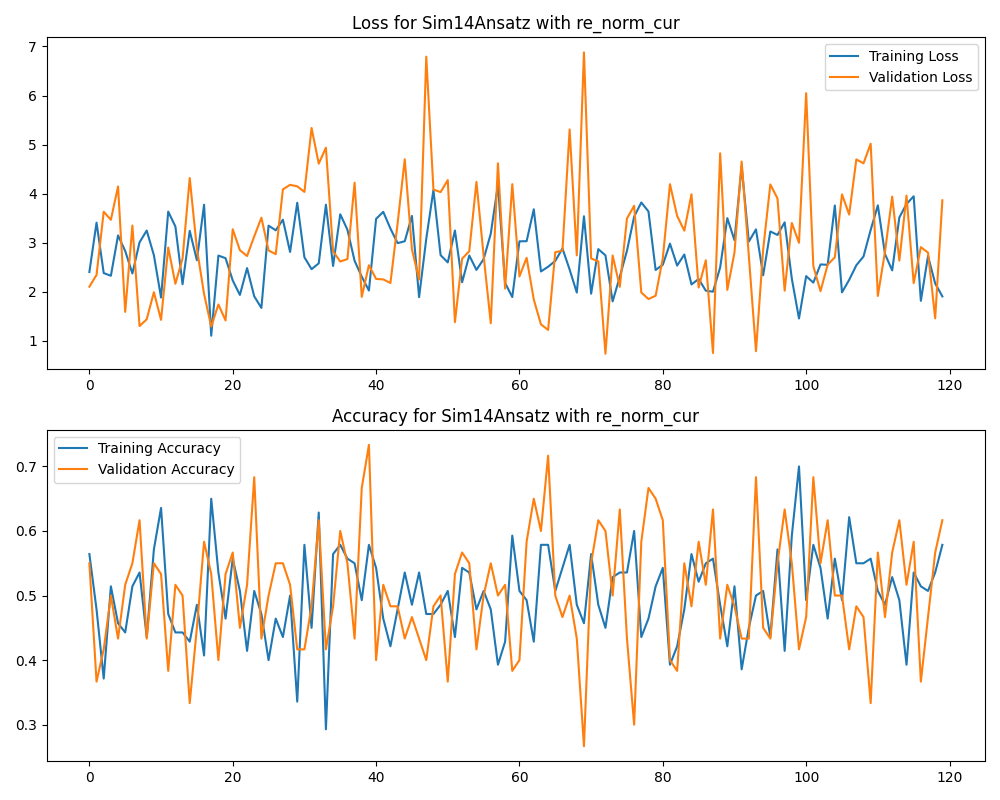 Loss for Sim14Ansatz with re_norm_cur
7
6
5
4
3
2
1
Training Loss
Validation Loss
0 20 40 60 80 100 120
Accuracy for Sim14Ansatz with re_norm_cur
0.7
0.6
0.5
0.4
0.3
Training Accuracy
Validation Accuracy
0 20 40 60 80 100 120